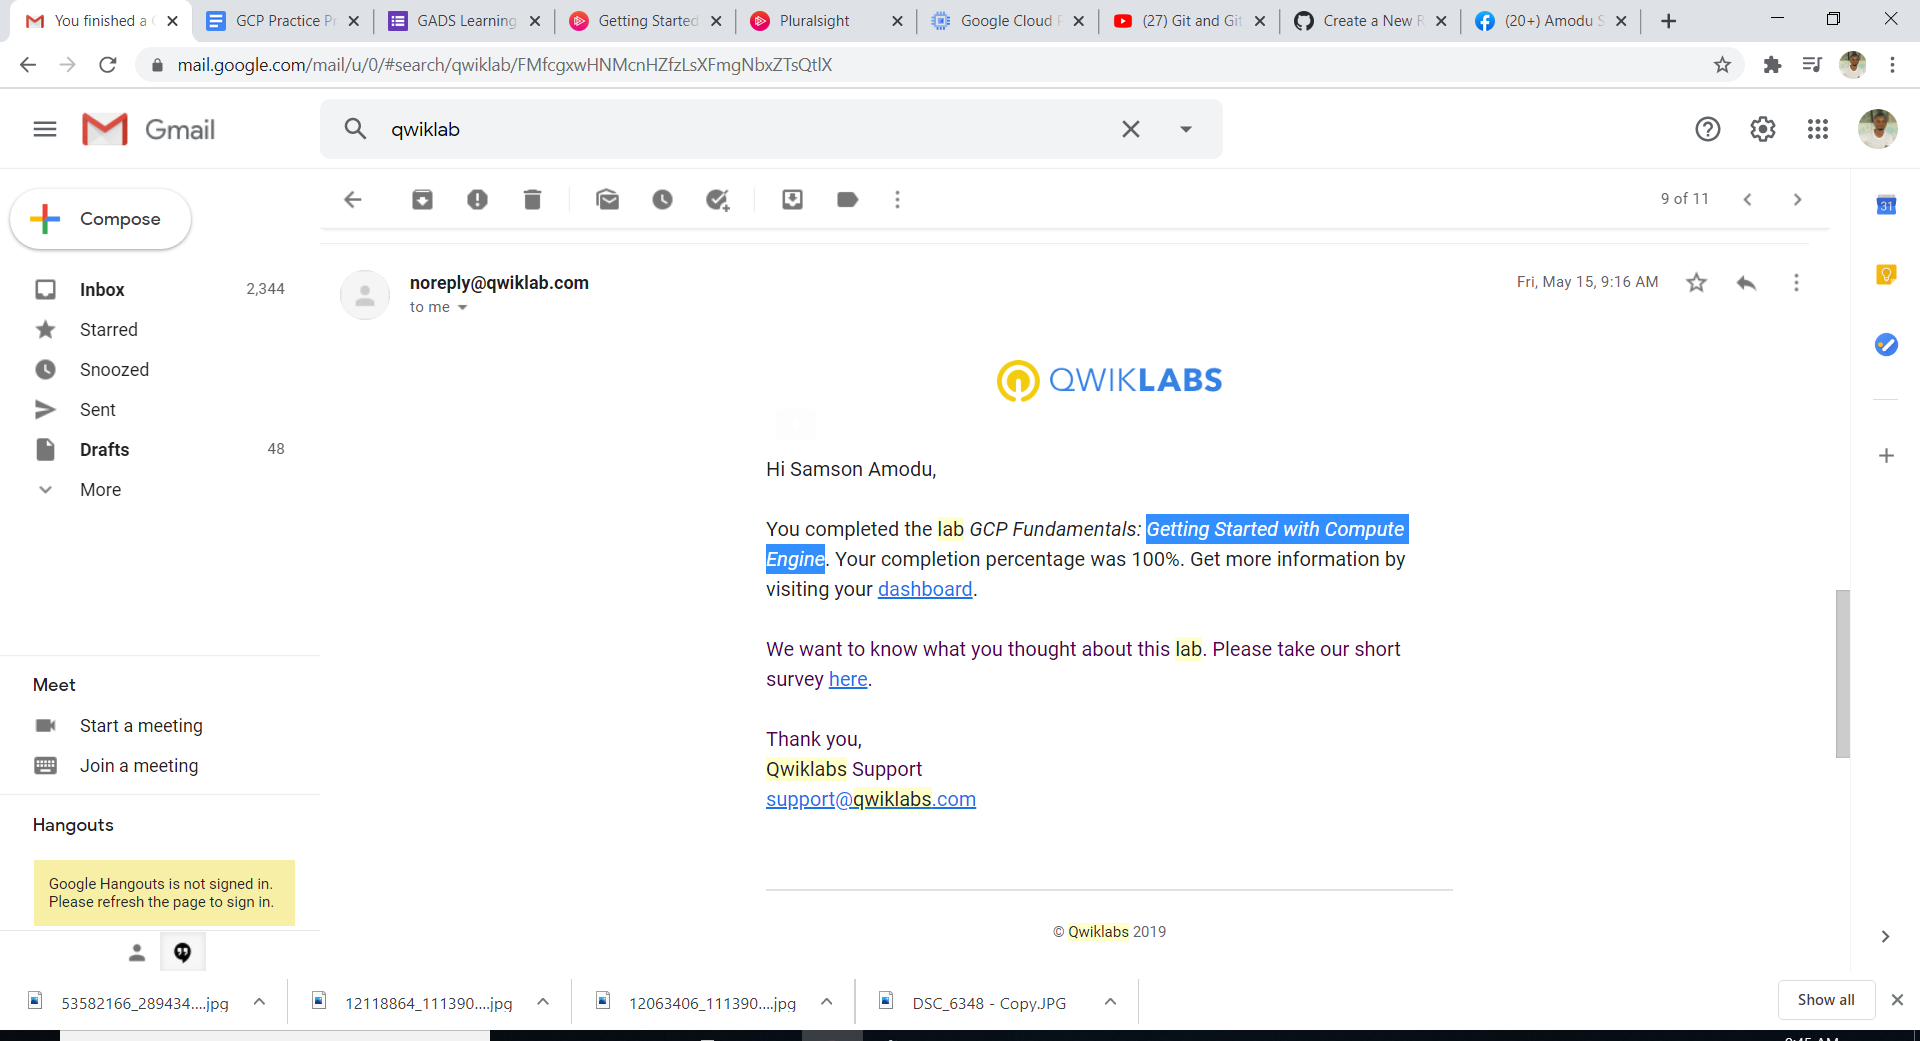 You finished a
GCP Practice Pr
GADS Learning
Getting Started
Pluralsight
Google Cloud P
(27) Git and Git
Create a New R
(20+) Amodu S
mail.google.com/mail/u/0/#search/qwiklab/FMfcgxwHNMcnHZfzLsXFmgNbxZTsQtlX
Gmail
qwiklab
Compose
9 of 11
31
Inbox 2,344
Starred
Snoozed
Sent
Drafts 48
More
noreply@qwiklab.com
Fri, May 15, 9:16 AM
to me
QWIKLABS
Hi Samson Amodu,
You completed the lab GCP Fundamentals: Getting Started with Compute
Engine. Your completion percentage was 100%. Get more information by
visiting your dashboard.
We want to know what you thought about this lab. Please take our short
survey here.
Thank you,
Qwiklabs Support
support@qwiklabs.com
© Qwiklabs 2019
Meet
Start a meeting
Join a meeting
Hangouts
Google Hangouts is not signed in.
Please refresh the page to sign in.
53582166_289434....jpg
12118864_111390....jpg
12063406_111390....jpg
DSC_6348 - Copy.JPG
Show all